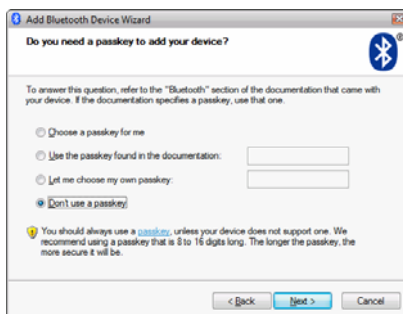 Add Bluetooth Device Wizard
Do you need a passkey to add your device?
To answer this question, refer to the "Bluetooth" section of the documentation that came with
your device. If the documentation specifies a passkey, use that one.
Choose a passkey for me
Use the passkey found in the documentation:
Let me choose my own passkey:
Don't use a passkey
You should always use a passkey, unless your device does not support one. We
recommend using a passkey that is 8 to 16 digits long. The longer the passkey, the
more secure it will be.
< Back Next > Cancel